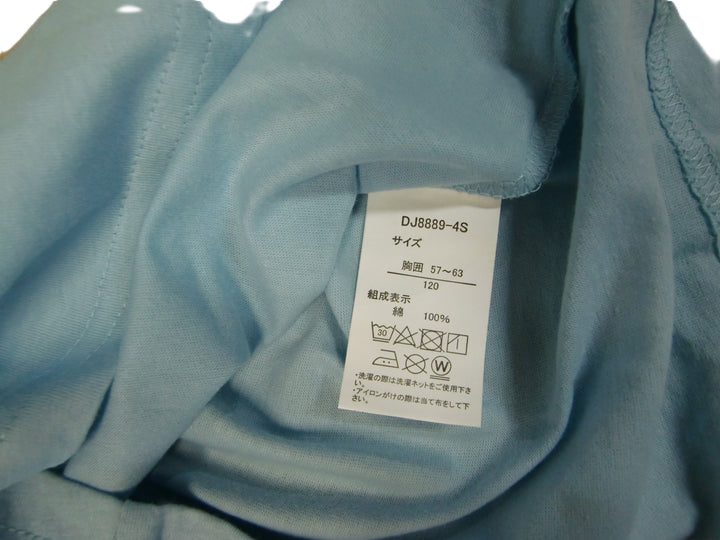 DJ8889-4S
サイズ
胸囲 57～63
120
組成表示
綿 100%
30
W
・洗濯の際は洗濯ネットをご使用下さ
い。
・アイロンがけの際は当て布をして下
さい。